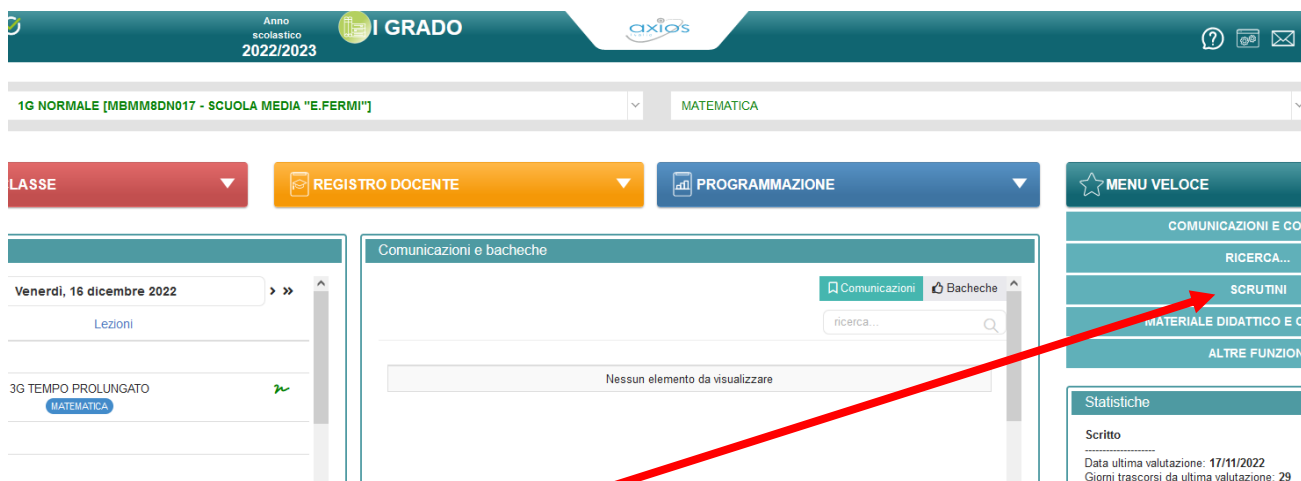 Anno
scolastico
2022/2023
I GRADO
axios
1G NORMALE [MBMM8DN017 - SCUOLA MEDIA "E.FERMI"]
MATEMATICA
LASSE
REGISTRO DOCENTE
PROGRAMMAZIONE
MENU VELOCE
COMUNICAZIONI E CO
RICERCA...
SCRUTINI
MATERIALE DIDATTICO E C
ALTRE FUNZION
Comunicazioni e bacheche
Venerdì, 16 dicembre 2022
Lezioni
Comunicazioni
Bacheche
ricerca...
Nessun elemento da visualizzare
3G TEMPO PROLUNGATO
MATEMATICA
Statistiche
Scritto
--------------------
Data ultima valutazione: 17/11/2022
Giorni trascorsi da ultima valutazione: 29